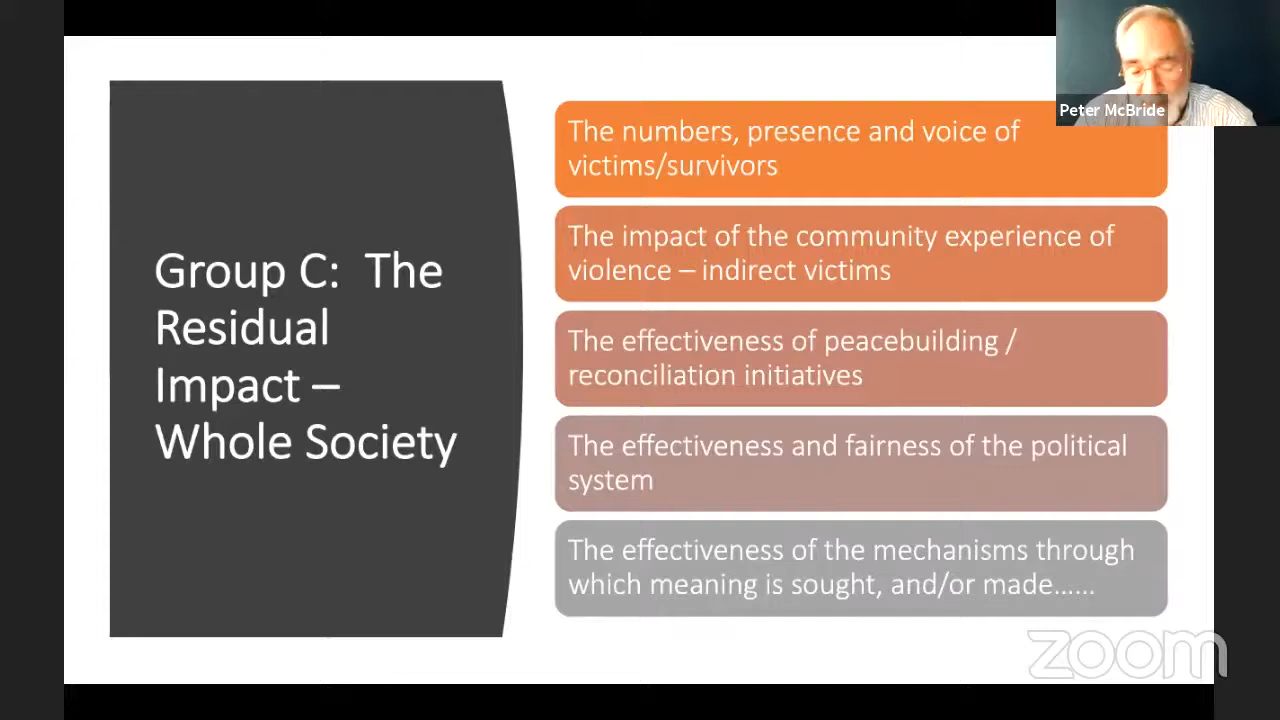 Peter McBride
Group C:  The
Residual
Impact –
Whole Society
The numbers, presence and voice of
victims/survivors
The impact of the community experience of
violence – indirect victims
The effectiveness of peacebuilding /
reconciliation initiatives
The effectiveness and fairness of the political
system
The effectiveness of the mechanisms through
which meaning is sought, and/or made......
zoom